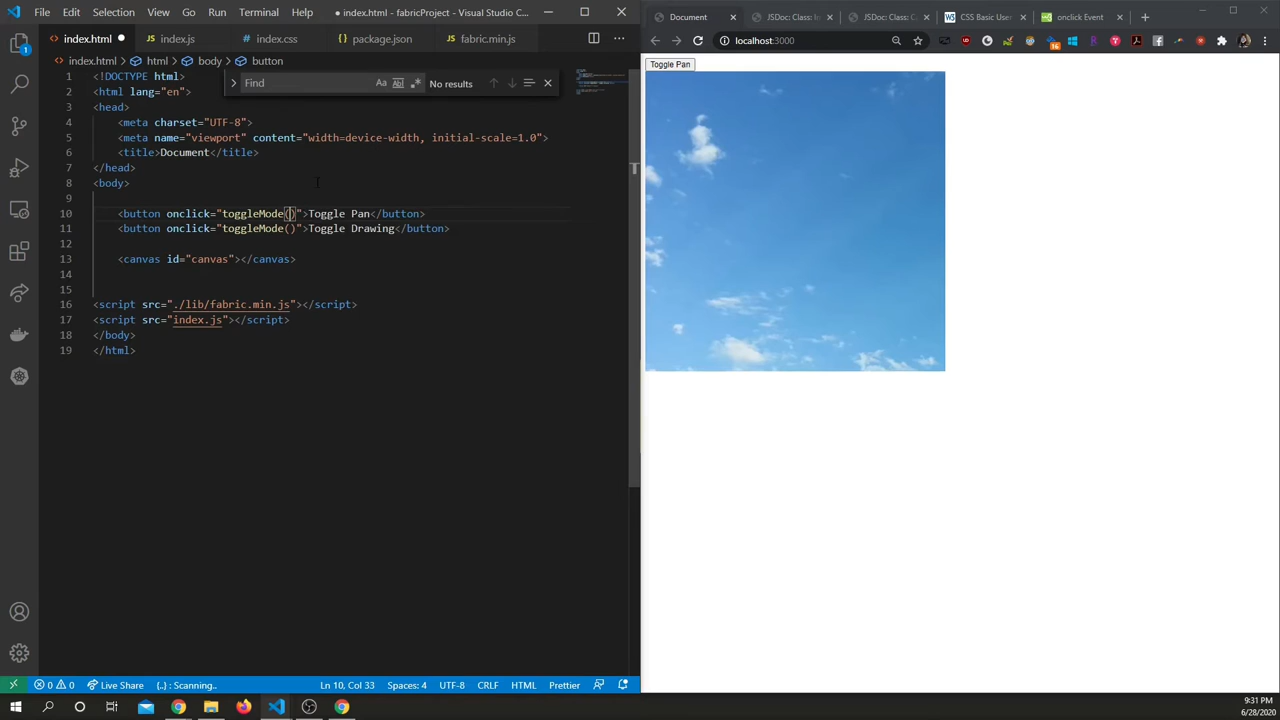 File Edit Selection View Go Run Terminal Help
● index.html - fabricProject - Visual Studio C...
Document
JSDoc: Class: In
JSDoc: Class: C
CSS Basic User
onclick Event
index.html
index.js
index.css
package.json
fabric.min.js
localhost:3000
index.html > html > body > button
Find
Aa
No results
1 <!DOCTYPE html>
2 <html lang="en">
3 <head>
4 <meta charset="UTF-8">
5 <meta name="viewport" content="width=device-width, initial-scale=1.0">
6 <title>Document</title>
7 </head>
8 <body>
9
10 <button onclick="toggleMode()">Toggle Pan</button>
11 <button onclick="toggleMode()">Toggle Drawing</button>
12
13 <canvas id="canvas"></canvas>
14
15
16 <script src="./lib/fabric.min.js"></script>
17 <script src="index.js"></script>
18 </body>
19 </html>
Toggle Pan
0 0 Live Share {..} : Scanning.. Ln 10, Col 33 Spaces: 4 UTF-8 CRLF HTML Prettier
9:31 PM
6/28/2020